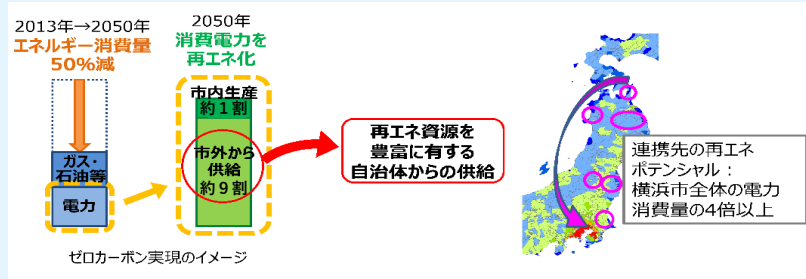 2013年→2050年
エネルギー消費量
50%減
ガス・
石油等
電力
2050年
消費電力を
再エネ化
市内生産
約1割
市外から
供給
約9割
再エネ資源を
豊富に有する
自治体からの供給
連携先の再エネ
ポテンシャル：
横浜市全体の電力
消費量の4倍以上
ゼロカーボン実現のイメージ